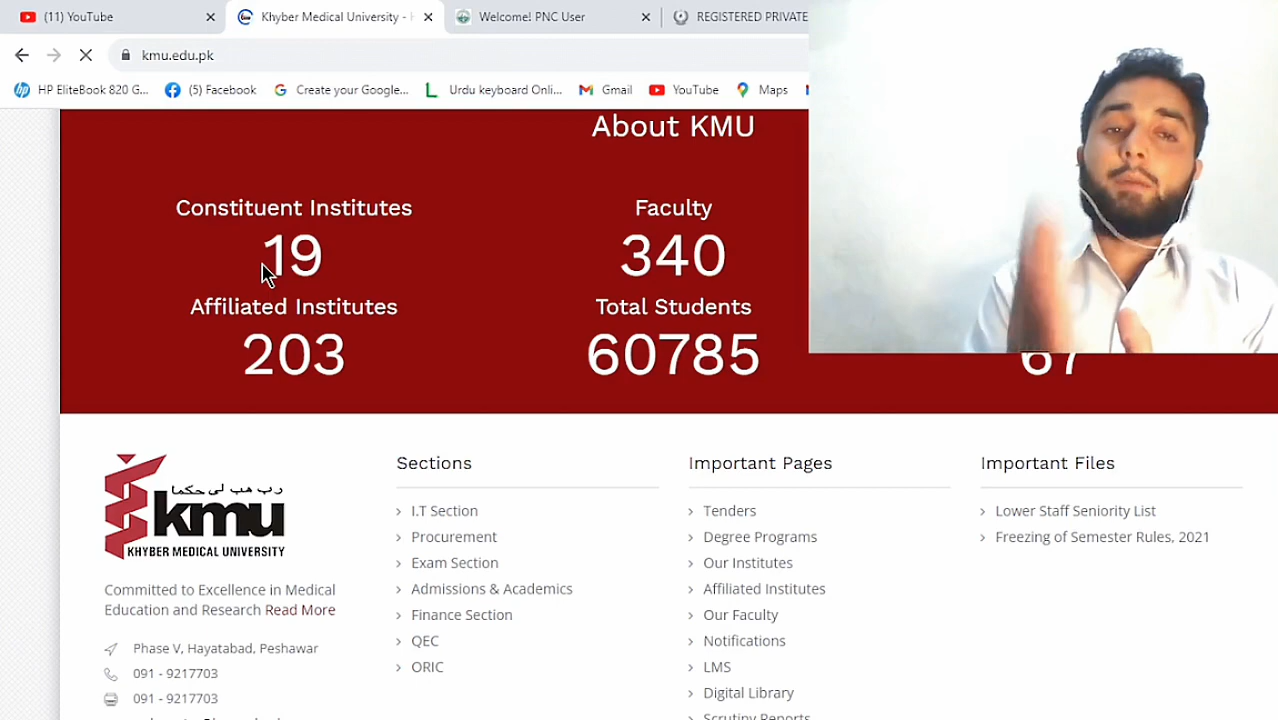 (11) YouTube
Khyber Medical University -
Welcome! PNC User
REGISTERED PRIVATE
kmu.edu.pk
HP EliteBook 820 G...
(5) Facebook
Create your Google...
Urdu keyboard Onli...
Gmail
YouTube
Maps
About KMU
Constituent Institutes
19
Faculty
340
Affiliated Institutes
203
Total Students
60785
67
رب هب لی حکما
kmu
KHYBER MEDICAL UNIVERSITY
Committed to Excellence in Medical
Education and Research Read More
Phase V, Hayatabad, Peshawar
091 - 9217703
091 - 9217703
Sections
I.T Section
Procurement
Exam Section
Admissions & Academics
Finance Section
QEC
ORIC
Important Pages
Tenders
Degree Programs
Our Institutes
Affiliated Institutes
Our Faculty
Notifications
LMS
Digital Library
Scrutiny Reports
Important Files
Lower Staff Seniority List
Freezing of Semester Rules, 2021